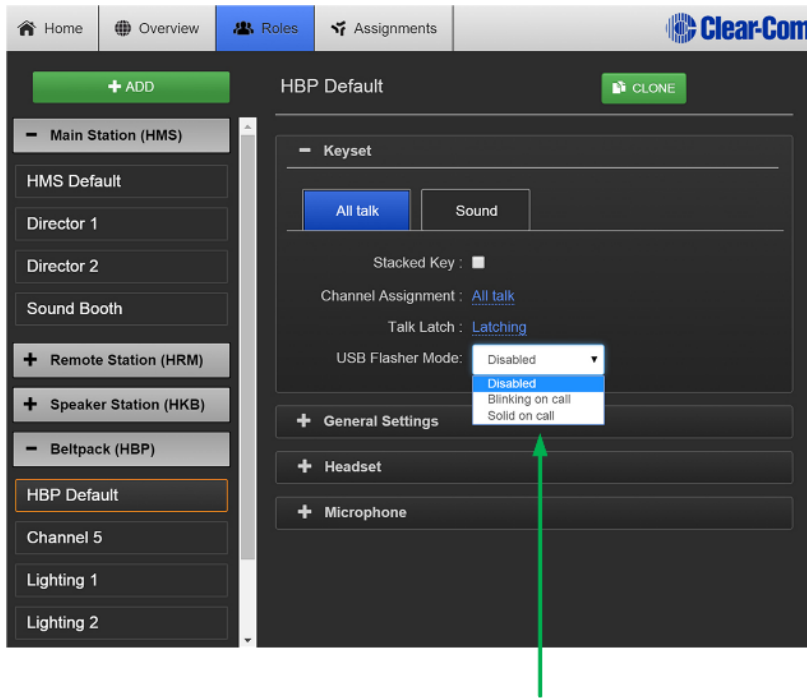 Home Overview Roles Assignments Clear-Com
ADD
Main Station (HMS)
HMS Default
Director 1
Director 2
Sound Booth
Remote Station (HRM)
Speaker Station (HKB)
Beltpack (HBP)
HBP Default
Channel 5
Lighting 1
Lighting 2
HBP Default CLONE
Keyset
All talk Sound
Stacked Key :
Channel Assignment : All talk
Talk Latch : Latching
USB Flasher Mode: Disabled
Disabled
Blinking on call
Solid on call
General Settings
Headset
Microphone